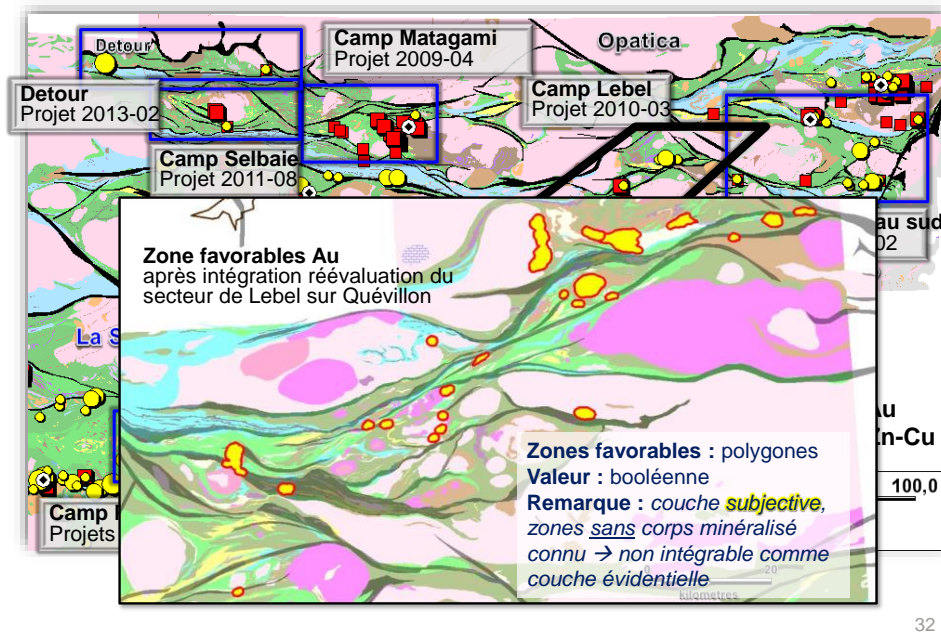 Detour
Camp Matagami
Projet 2009-04
Opatica
Detour
Projet 2013-02
Camp Lebel
Projet 2010-03
Camp Selbaie
Projet 2011-08
au sud
02
Zone favorables Au
après intégration réévaluation du
secteur de Lebel sur Quévillon
La S
Au
Zn-Cu
100,0
Zones favorables : polygones
Valeur : booléenne
Remarque : couche subjective,
zones sans corps minéralisé
connu → non intégrable comme
couche évidentielle
0 20
kilometres
Camp
Projets
32